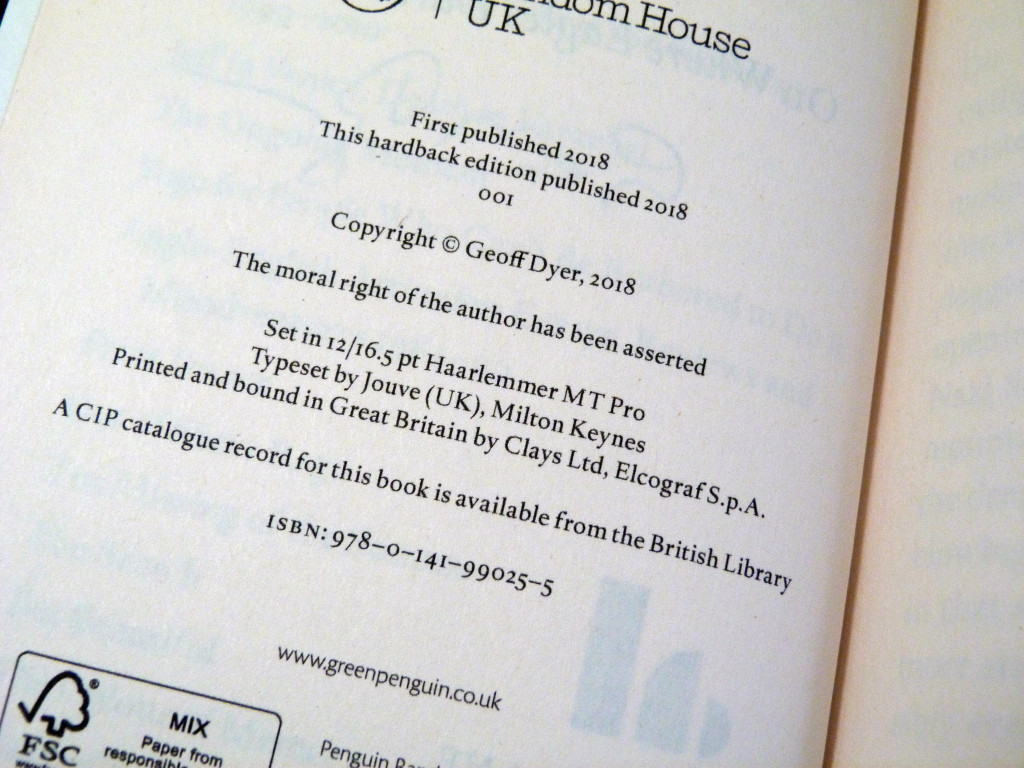 House
UK
First published 2018
This hardback edition published 2018
001
Copyright © Geoff Dyer, 2018
The moral right of the author has been asserted
Set in 12/16.5 pt Haarlemmer MT Pro
Typeset by Jouve (UK), Milton Keynes
Printed and bound in Great Britain by Clays Ltd, Elcograf S.p.A.
A CIP catalogue record for this book is available from the British Library
ISBN: 978–0–141–99025–5
www.greenpenguin.co.uk
MIX
Paper from
FSC
®
Penguin